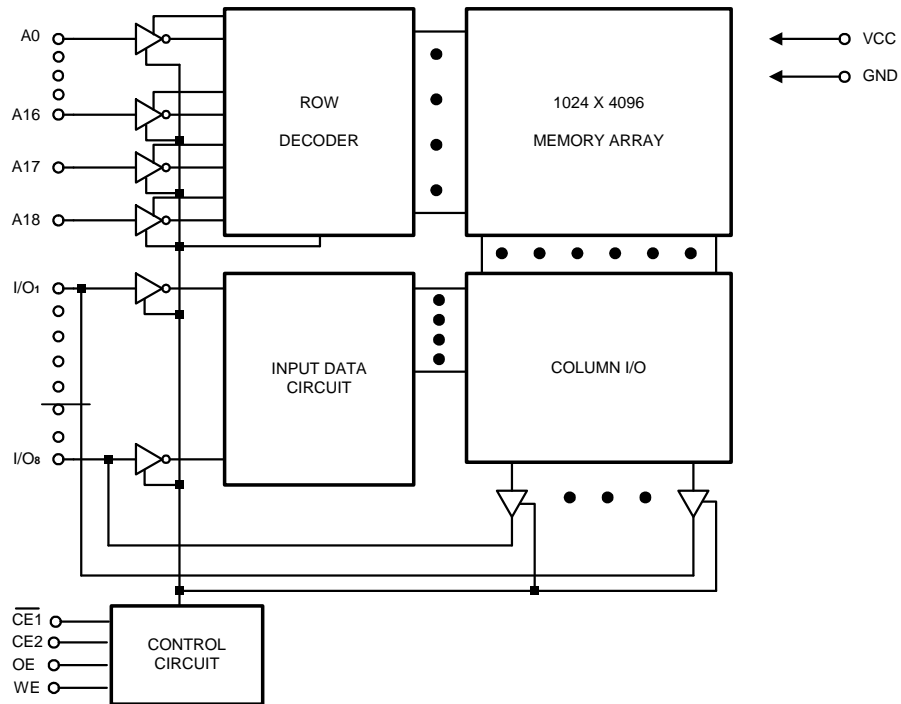 A0
A16
A17
A18
ROW
DECODER
1024 X 4096
MEMORY ARRAY
VCC
GND
I/O₁
I/O₈
INPUT DATA
CIRCUIT
COLUMN I/O
C̅E̅1̅
CE2
OE
WE
CONTROL
CIRCUIT